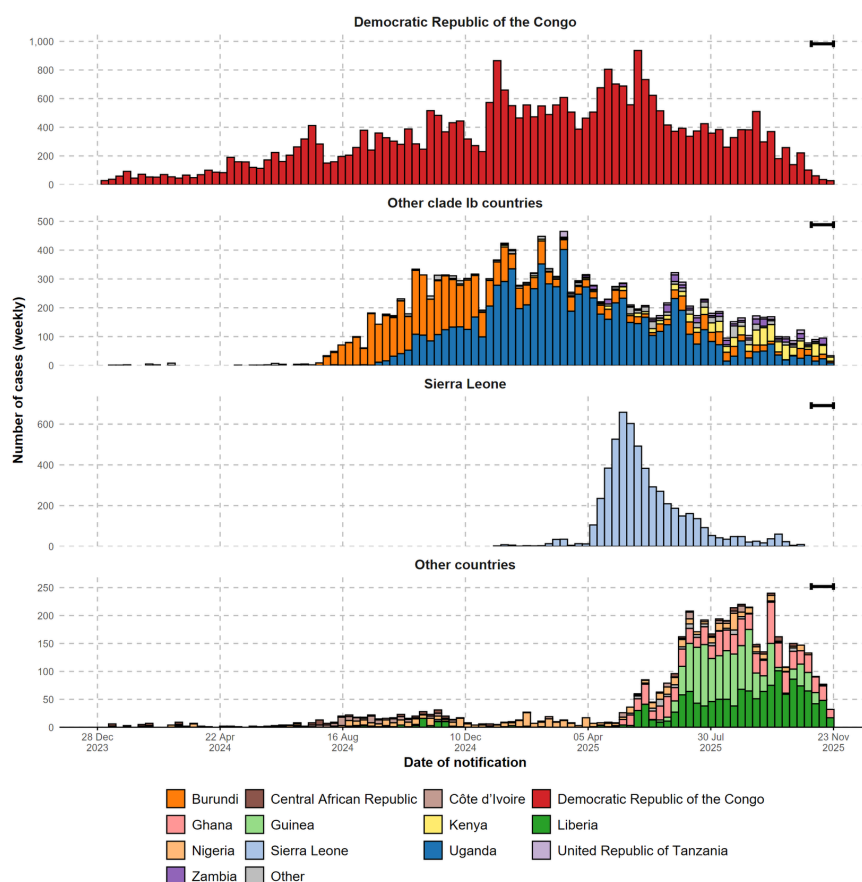 Democratic Republic of the Congo
1,000
800
600
400
200
0
Other clade Ib countries
500
400
300
200
100
0
Sierra Leone
600
400
200
0
Other countries
250
200
150
100
50
0
Number of cases (weekly)
28 Dec 22 Apr 16 Aug 10 Dec 05 Apr 30 Jul 23 Nov
2023 2024 2024 2024 2025 2025 2025
Date of notification
Burundi Central African Republic Côte d'Ivoire Democratic Republic of the Congo
Ghana Guinea Kenya Liberia
Nigeria Sierra Leone Uganda United Republic of Tanzania
Zambia Other